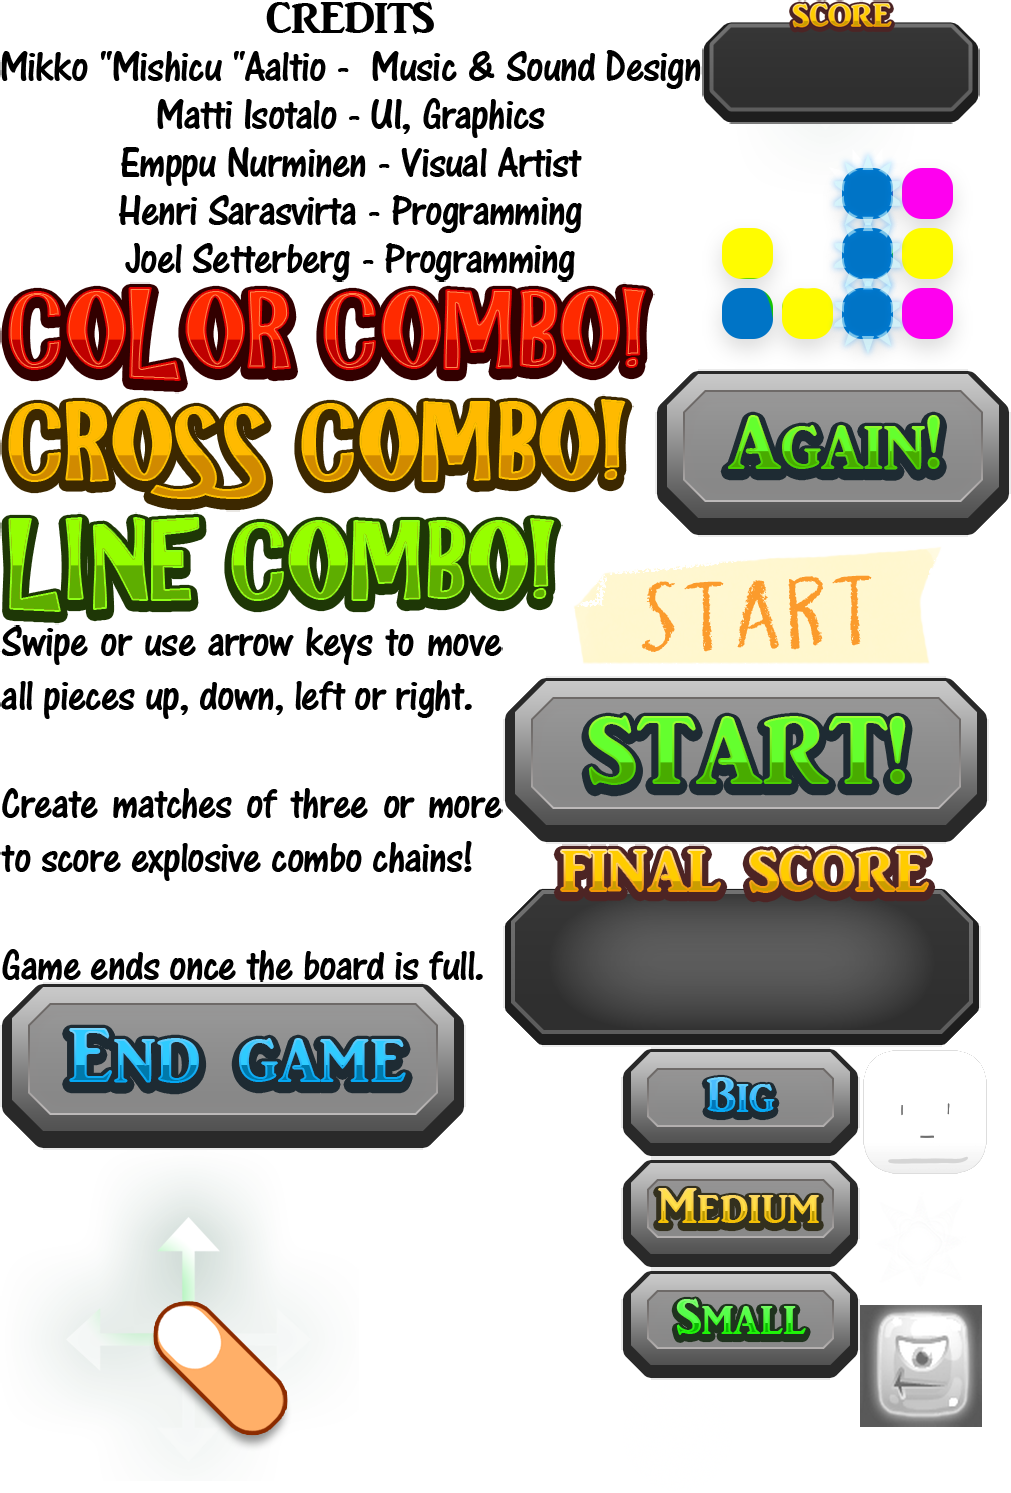 CREDITS
Mikko "Mishicu "Aaltio - Music & Sound Design
Matti Isotalo - UI, Graphics
Emppu Nurminen - Visual Artist
Henri Sarasvirta - Programming
Joel Setterberg - Programming
SCORE
COLOR COMBO!
CROSS COMBO!
LINE COMBO!
AGAIN!
START
Swipe or use arrow keys to move
all pieces up, down, left or right.
Create matches of three or more
to score explosive combo chains!
Game ends once the board is full.
START!
FINAL SCORE
END GAME
BIG
MEDIUM
SMALL